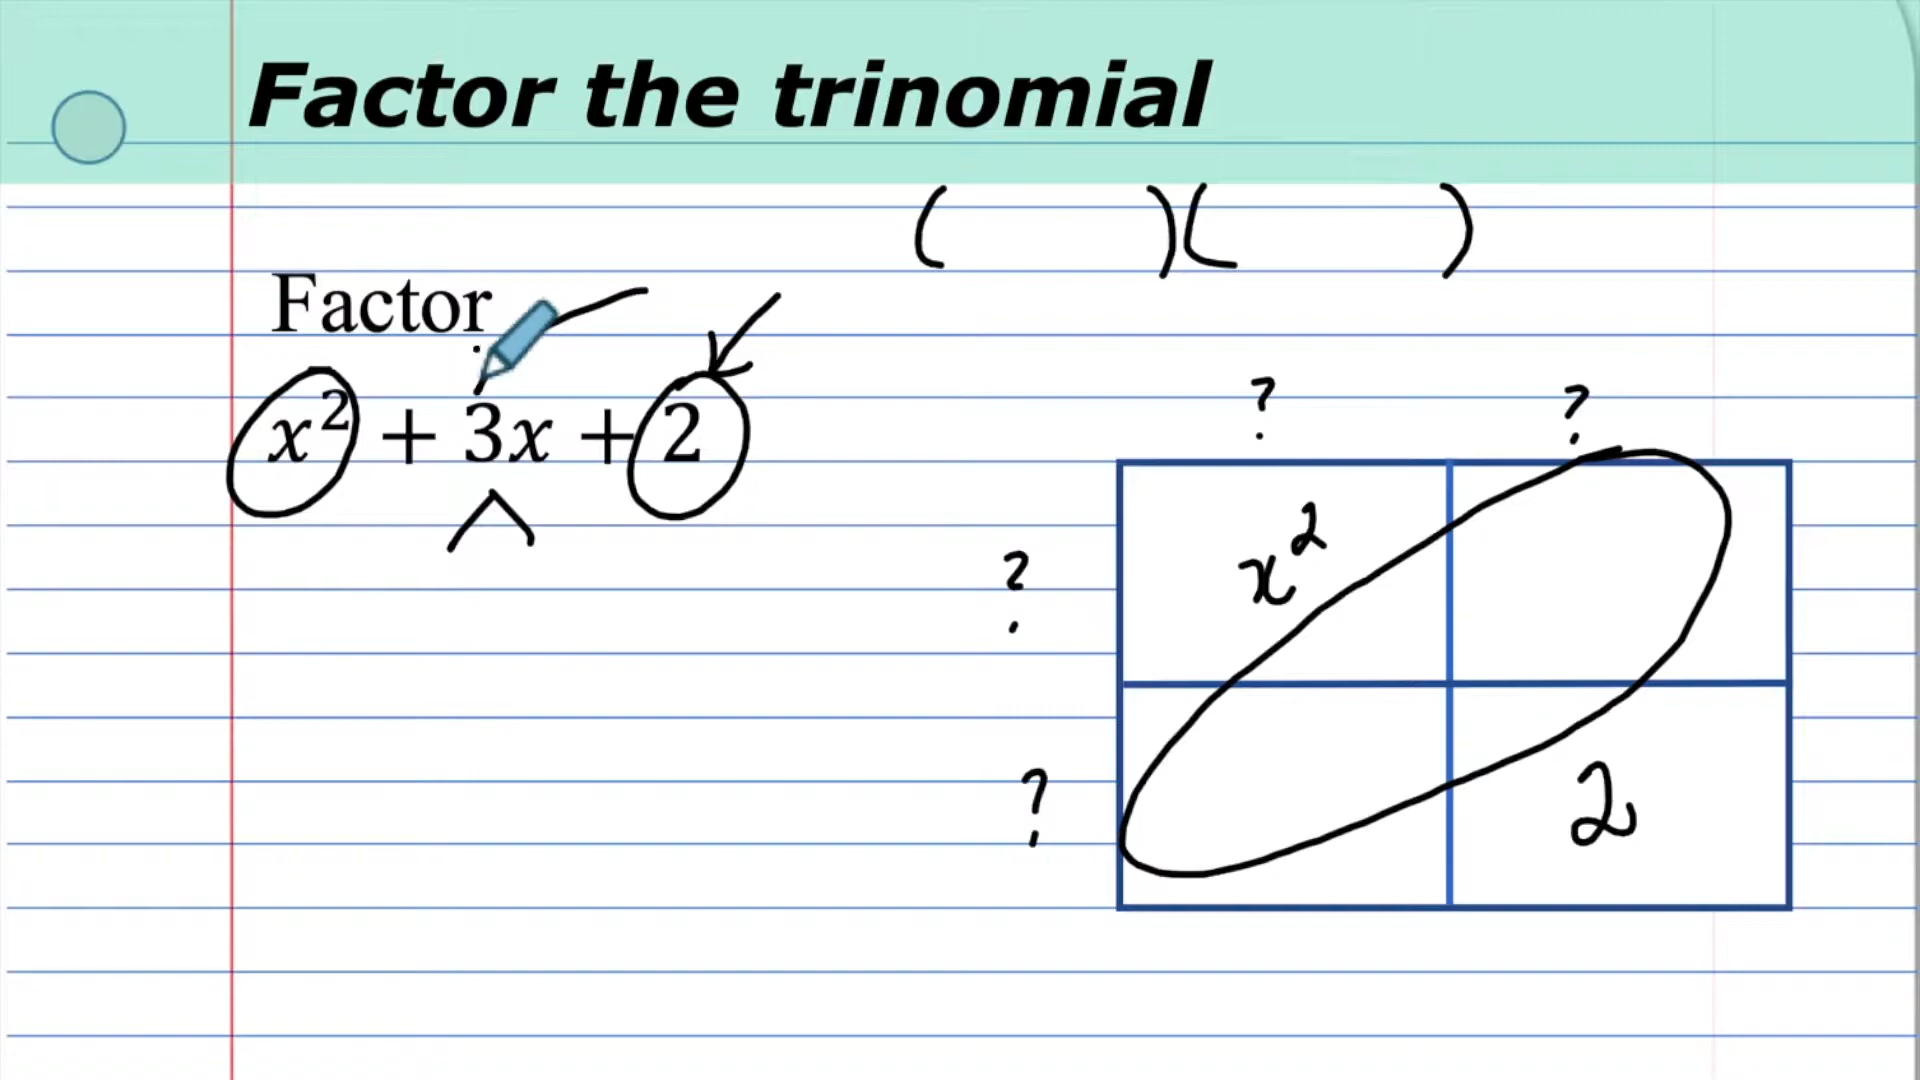 Factor the trinomial
(      )(      )
Factor
x² + 3x + 2
? ?
? x²
? 2